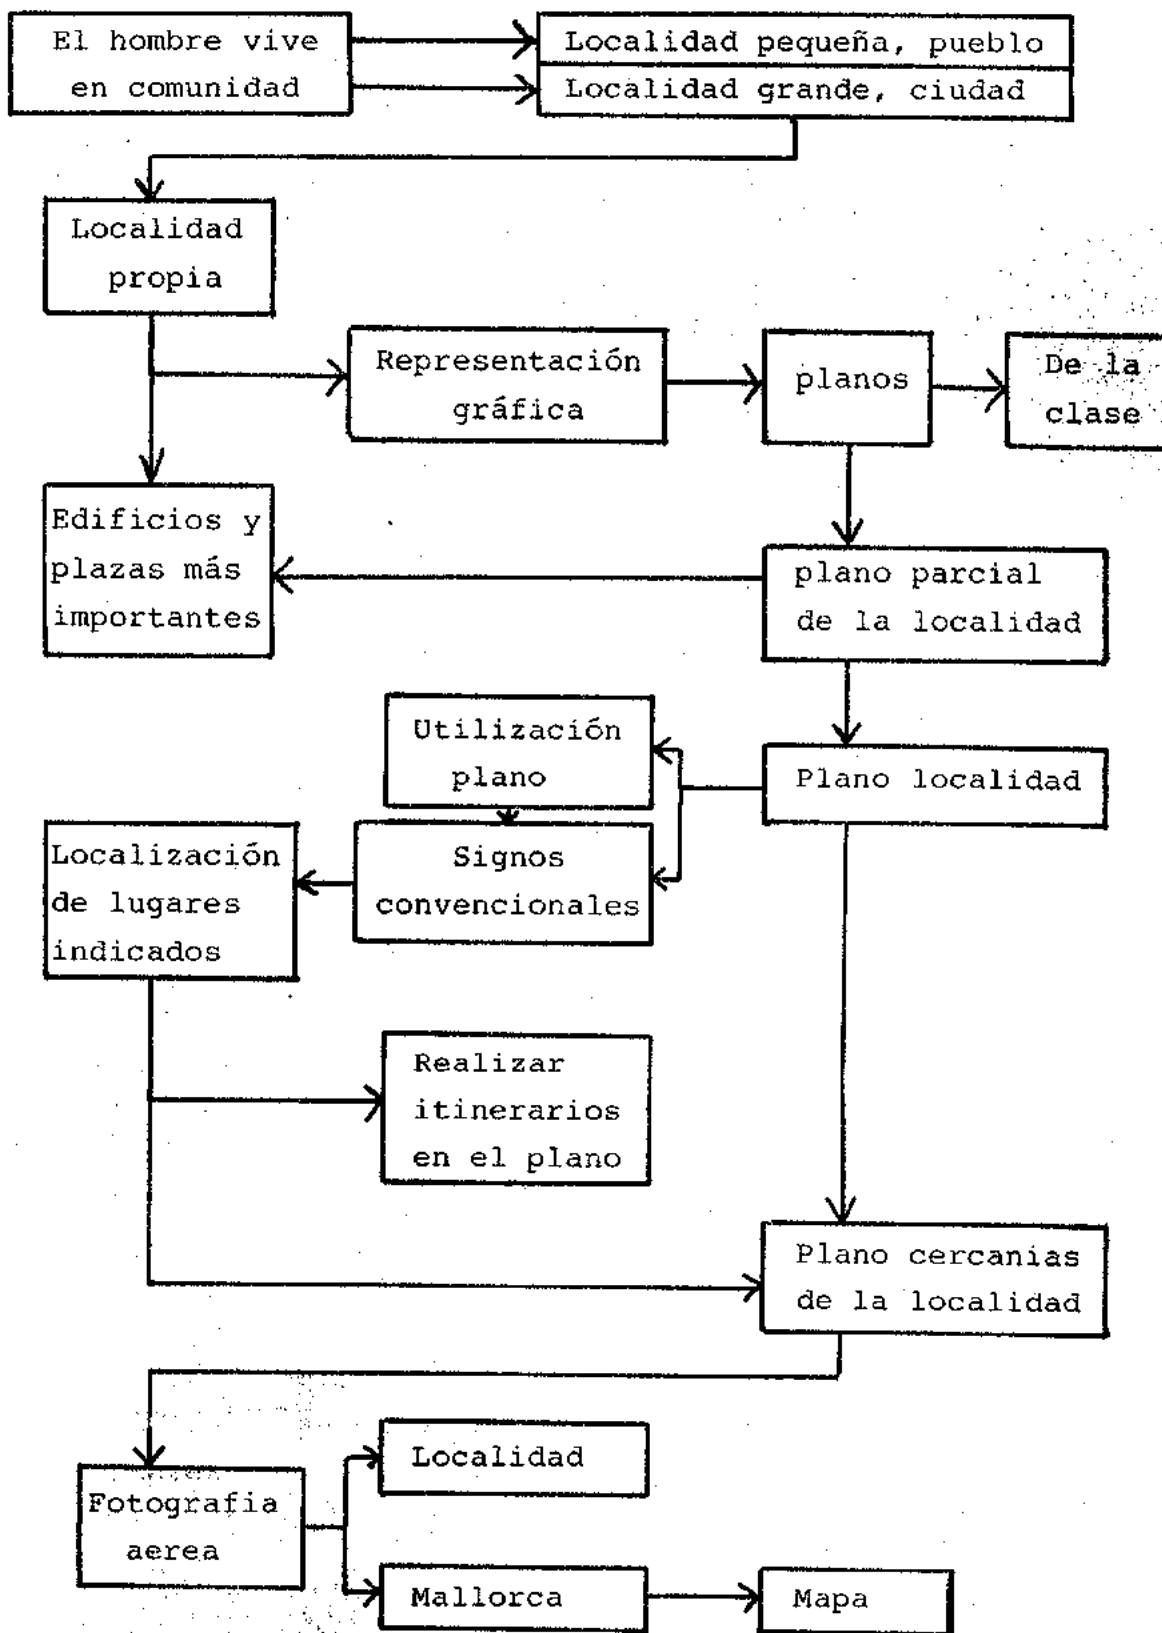 El hombre vive
en comunidad
Localidad pequeña, pueblo
Localidad grande, ciudad
Localidad
propia
Representación
gráfica
planos
De la
clase
Edificios y
plazas más
importantes
plano parcial
de la localidad
Utilización
plano
Plano localidad
Signos
convencionales
Localización
de lugares
indicados
Realizar
itinerarios
en el plano
Plano cercanias
de la localidad
Fotografia
aerea
Localidad
Mallorca
Mapa